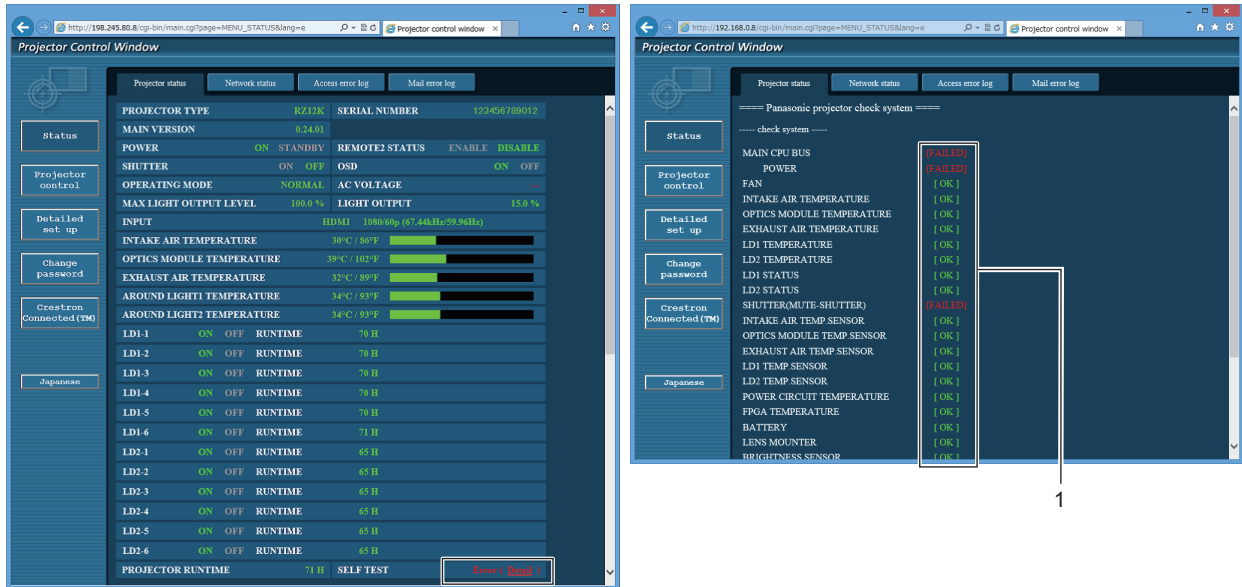 http://198.245.80.8/cgi-bin/main.cgi?page=MENU_STATUS&lang=e
Projector control window
Projector Control Window
Status
Projector control
Detailed set up
Change password
Crestron Connected(TM)
Japanese
Projector status Network status Access error log Mail error log
PROJECTOR TYPE RZ12K SERIAL NUMBER 123456789012
MAIN VERSION 0.24.01
POWER ON STANDBY REMOTE2 STATUS ENABLE DISABLE
SHUTTER ON OFF OSD ON OFF
OPERATING MODE NORMAL AC VOLTAGE
MAX LIGHT OUTPUT LEVEL 100.0 % LIGHT OUTPUT 15.0 %
INPUT HDMI 1080/60p (67.44kHz/59.96Hz)
INTAKE AIR TEMPERATURE 30°C / 86°F
OPTICS MODULE TEMPERATURE 39°C / 102°F
EXHAUST AIR TEMPERATURE 32°C / 89°F
AROUND LIGHT1 TEMPERATURE 34°C / 93°F
AROUND LIGHT2 TEMPERATURE 34°C / 93°F
LD1-1 ON OFF RUNTIME 70 H
LD1-2 ON OFF RUNTIME 70 H
LD1-3 ON OFF RUNTIME 70 H
LD1-4 ON OFF RUNTIME 70 H
LD1-5 ON OFF RUNTIME 70 H
LD1-6 ON OFF RUNTIME 71 H
LD2-1 ON OFF RUNTIME 65 H
LD2-2 ON OFF RUNTIME 65 H
LD2-3 ON OFF RUNTIME 65 H
LD2-4 ON OFF RUNTIME 65 H
LD2-5 ON OFF RUNTIME 65 H
LD2-6 ON OFF RUNTIME 65 H
PROJECTOR RUNTIME 71 H SELF TEST Error ( Detail )
http://192.168.0.8/cgi-bin/main.cgi?page=MENU_STATUS&lang=e
Projector control window
Projector Control Window
Status
Projector control
Detailed set up
Change password
Crestron Connected(TM)
Japanese
Projector status Network status Access error log Mail error log
==== Panasonic projector check system ====
----- check system -----
MAIN CPU BUS [FAILED]
POWER [FAILED]
FAN [ OK ]
INTAKE AIR TEMPERATURE [ OK ]
OPTICS MODULE TEMPERATURE [ OK ]
EXHAUST AIR TEMPERATURE [ OK ]
LD1 TEMPERATURE [ OK ]
LD2 TEMPERATURE [ OK ]
LD1 STATUS [ OK ]
LD2 STATUS [ OK ]
SHUTTER(MUTE-SHUTTER) [FAILED]
INTAKE AIR TEMP.SENSOR [ OK ]
OPTICS MODULE TEMP.SENSOR [ OK ]
EXHAUST AIR TEMP.SENSOR [ OK ]
LD1 TEMP.SENSOR [ OK ]
LD2 TEMP.SENSOR [ OK ]
POWER CIRCUIT TEMPERATURE [ OK ]
FPGA TEMPERATURE [ OK ]
BATTERY [ OK ]
LENS MOUNTER [ OK ]
BRIGHTNESS SENSOR [ OK ]
1